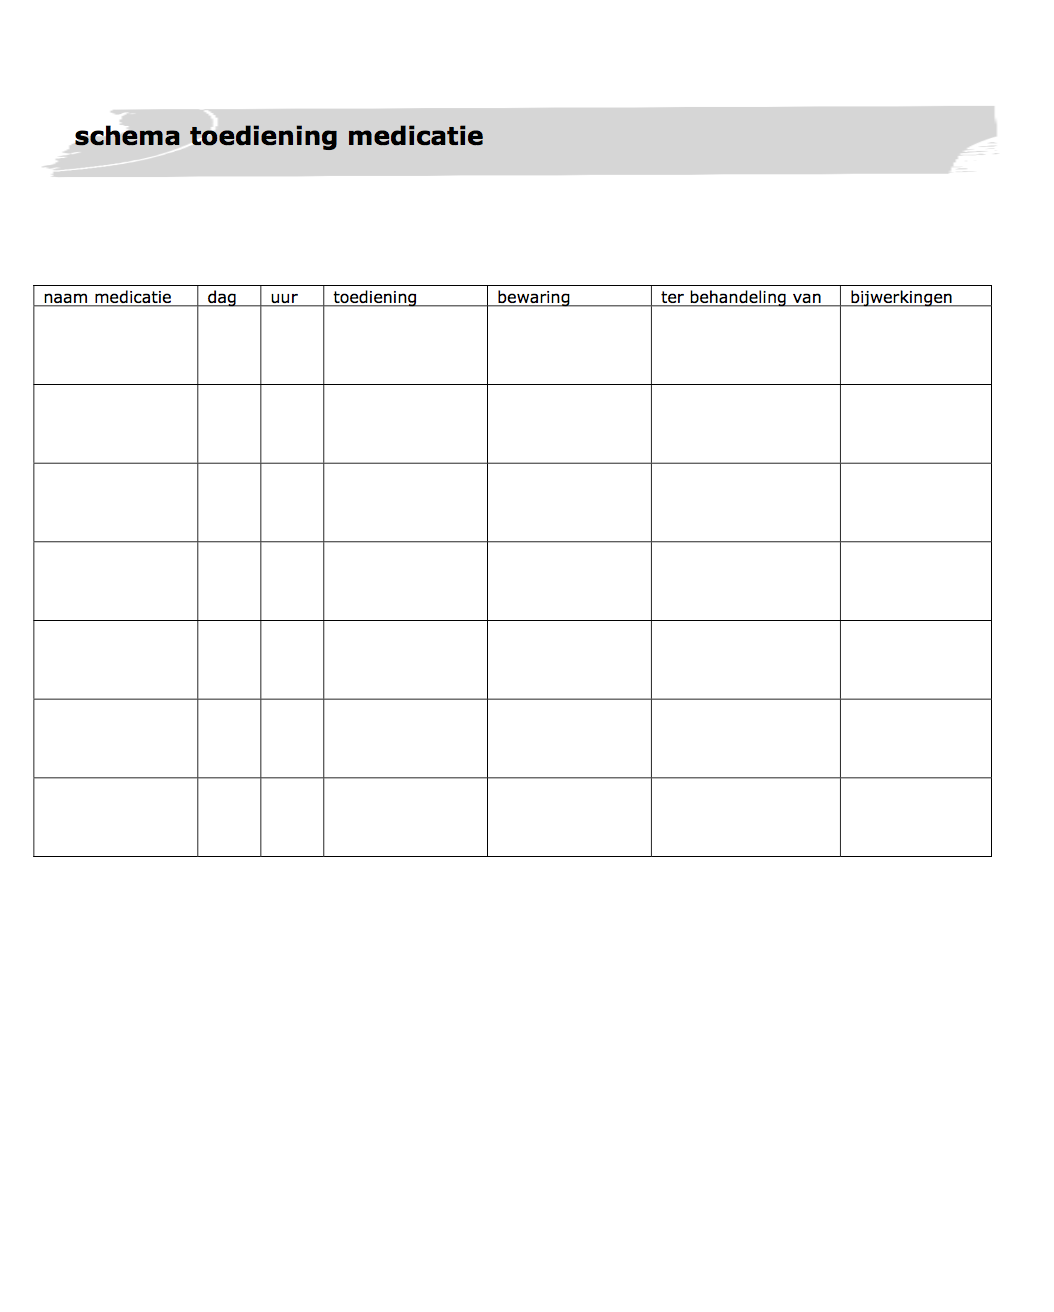 schema toediening medicatie
naam medicatie dag uur toediening bewaring ter behandeling van bijwerkingen